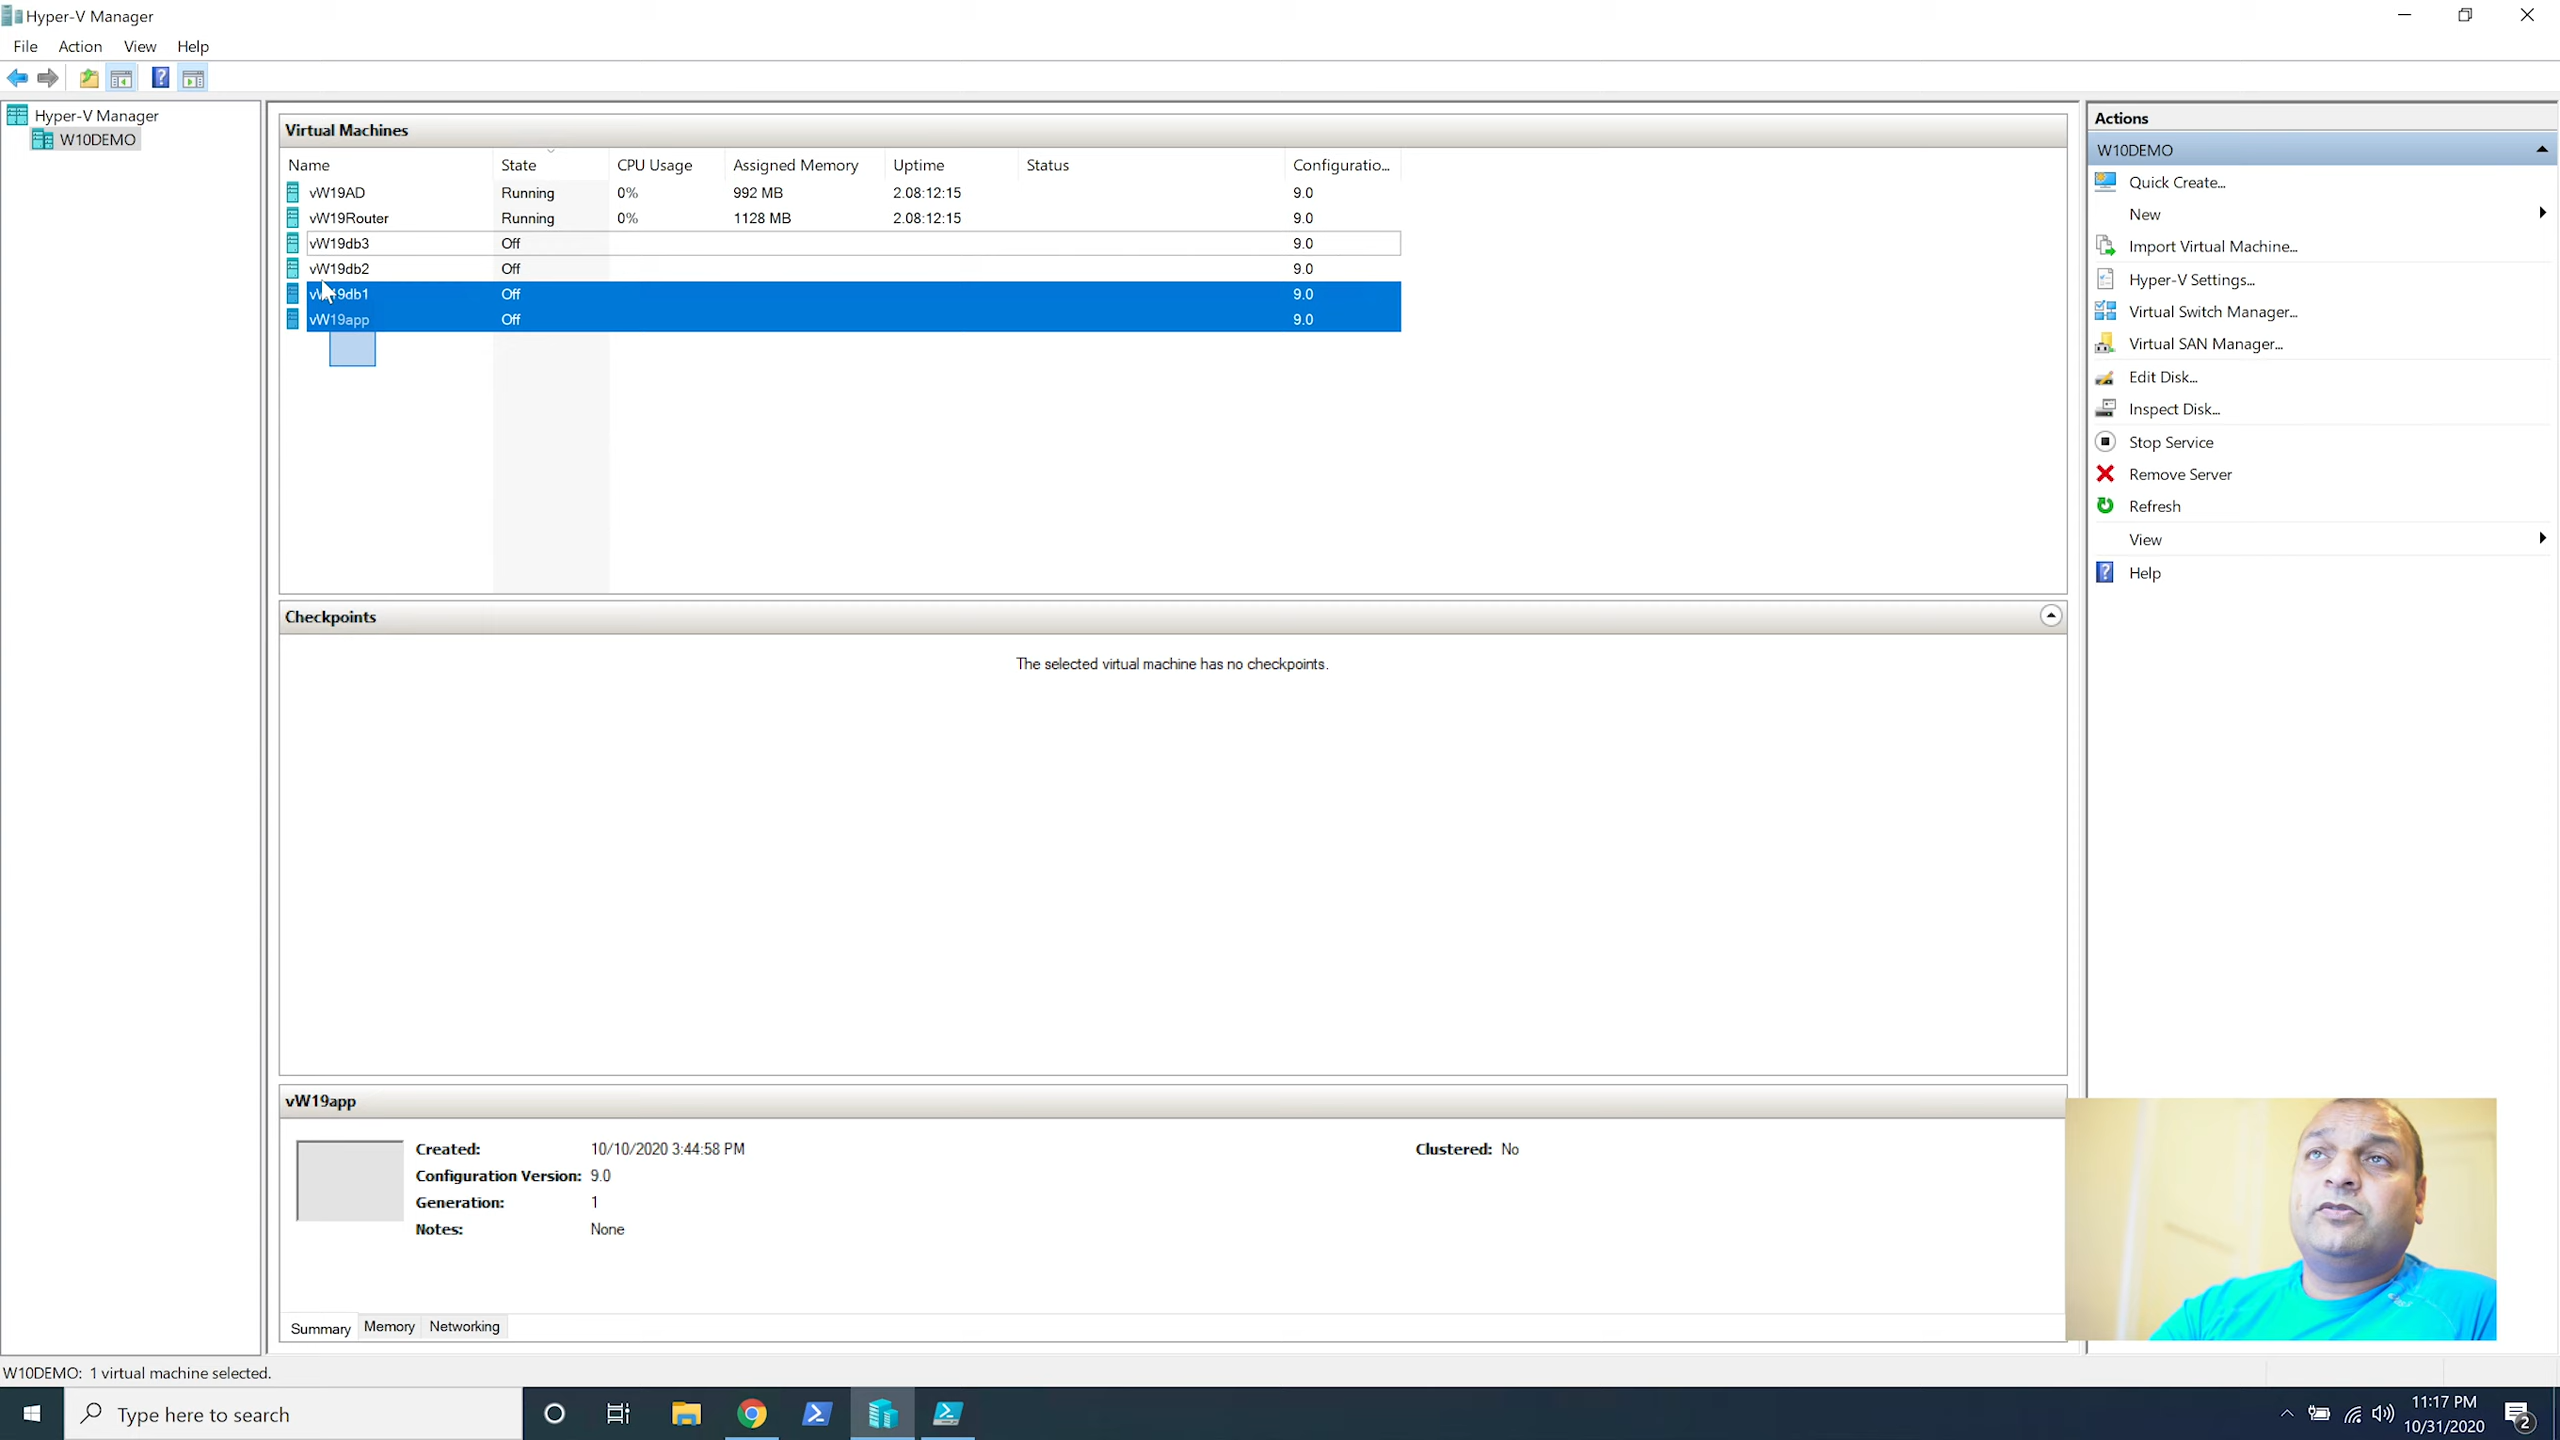 Hyper-V Manager
File Action View Help
Hyper-V Manager
W10DEMO
Virtual Machines
Name State CPU Usage Assigned Memory Uptime Status Configuratio...
vW19AD Running 0% 992 MB 2.08:12:15 9.0
vW19Router Running 0% 1128 MB 2.08:12:15 9.0
vW19db3 Off 9.0
vW19db2 Off 9.0
vW19db1 Off 9.0
vW19app Off 9.0
Checkpoints
The selected virtual machine has no checkpoints.
vW19app
Created: 10/10/2020 3:44:58 PM Clustered: No
Configuration Version: 9.0
Generation: 1
Notes: None
Summary Memory Networking
Actions
W10DEMO
Quick Create...
New
Import Virtual Machine...
Hyper-V Settings...
Virtual Switch Manager...
Virtual SAN Manager...
Edit Disk...
Inspect Disk...
Stop Service
Remove Server
Refresh
View
Help
W10DEMO: 1 virtual machine selected.
Type here to search
11:17 PM
10/31/2020
2